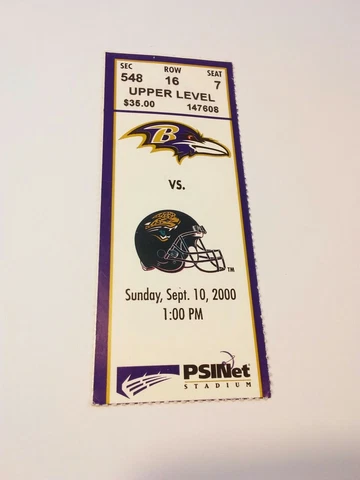 SEC ROW SEAT
548 16 7
UPPER LEVEL
$35.00 147608
B
VS.
TM
Sunday, Sept. 10, 2000
1:00 PM
PSINet
STADIUM